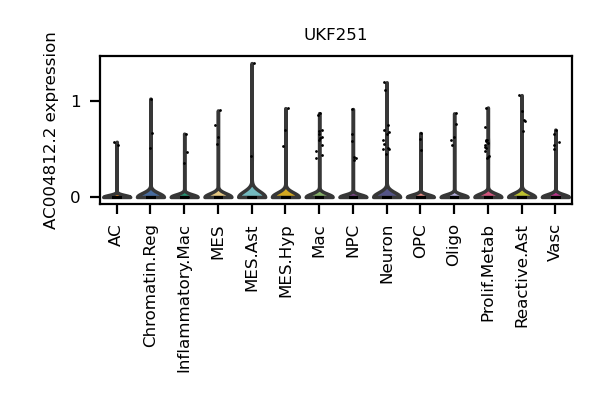 UKF251
AC004812.2 expression
1
0
AC
Chromatin.Reg
Inflammatory.Mac
MES
MES.Ast
MES.Hyp
Mac
NPC
Neuron
OPC
Oligo
Prolif.Metab
Reactive.Ast
Vasc